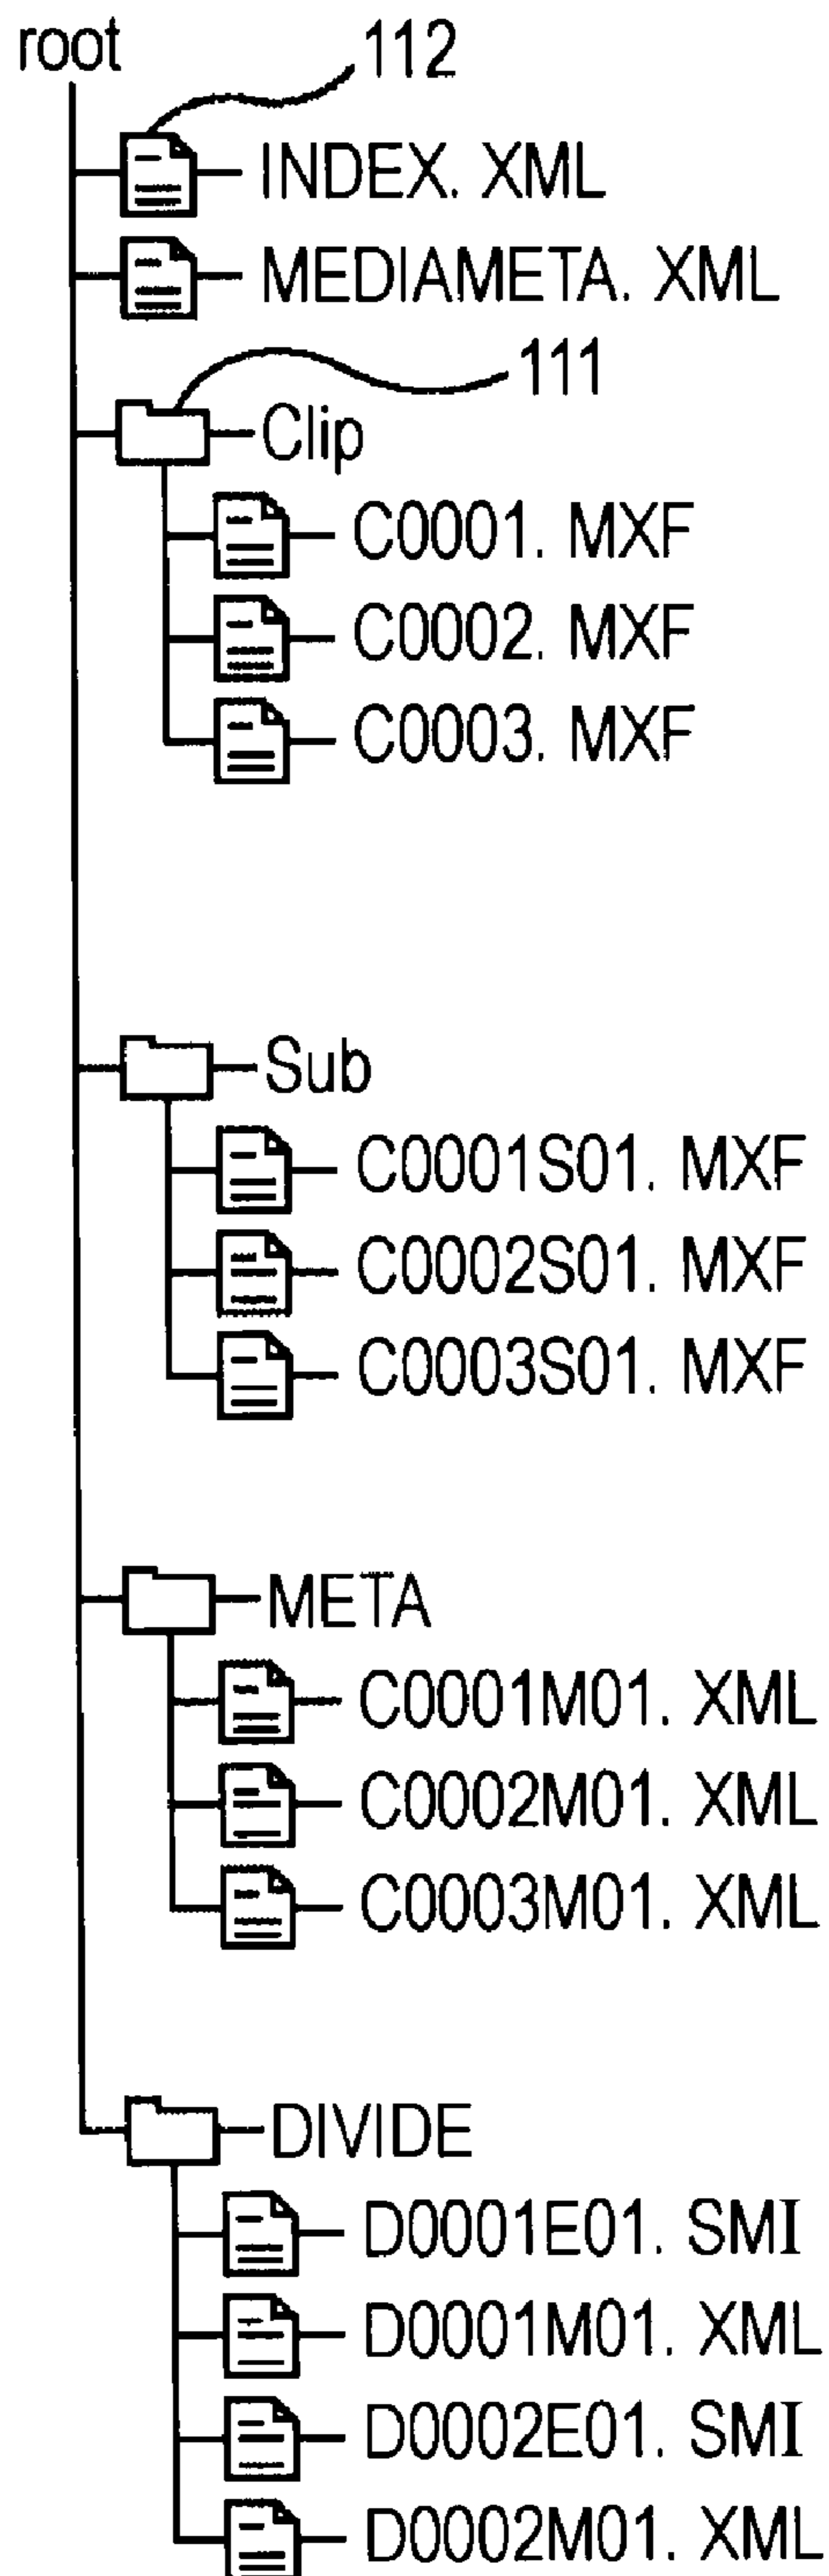 root
112
INDEX. XML
MEDIAMETA. XML
111
Clip
C0001. MXF
C0002. MXF
C0003. MXF
Sub
C0001S01. MXF
C0002S01. MXF
C0003S01. MXF
META
C0001M01. XML
C0002M01. XML
C0003M01. XML
DIVIDE
D0001E01. SMI
D0001M01. XML
D0002E01. SMI
D0002M01. XML